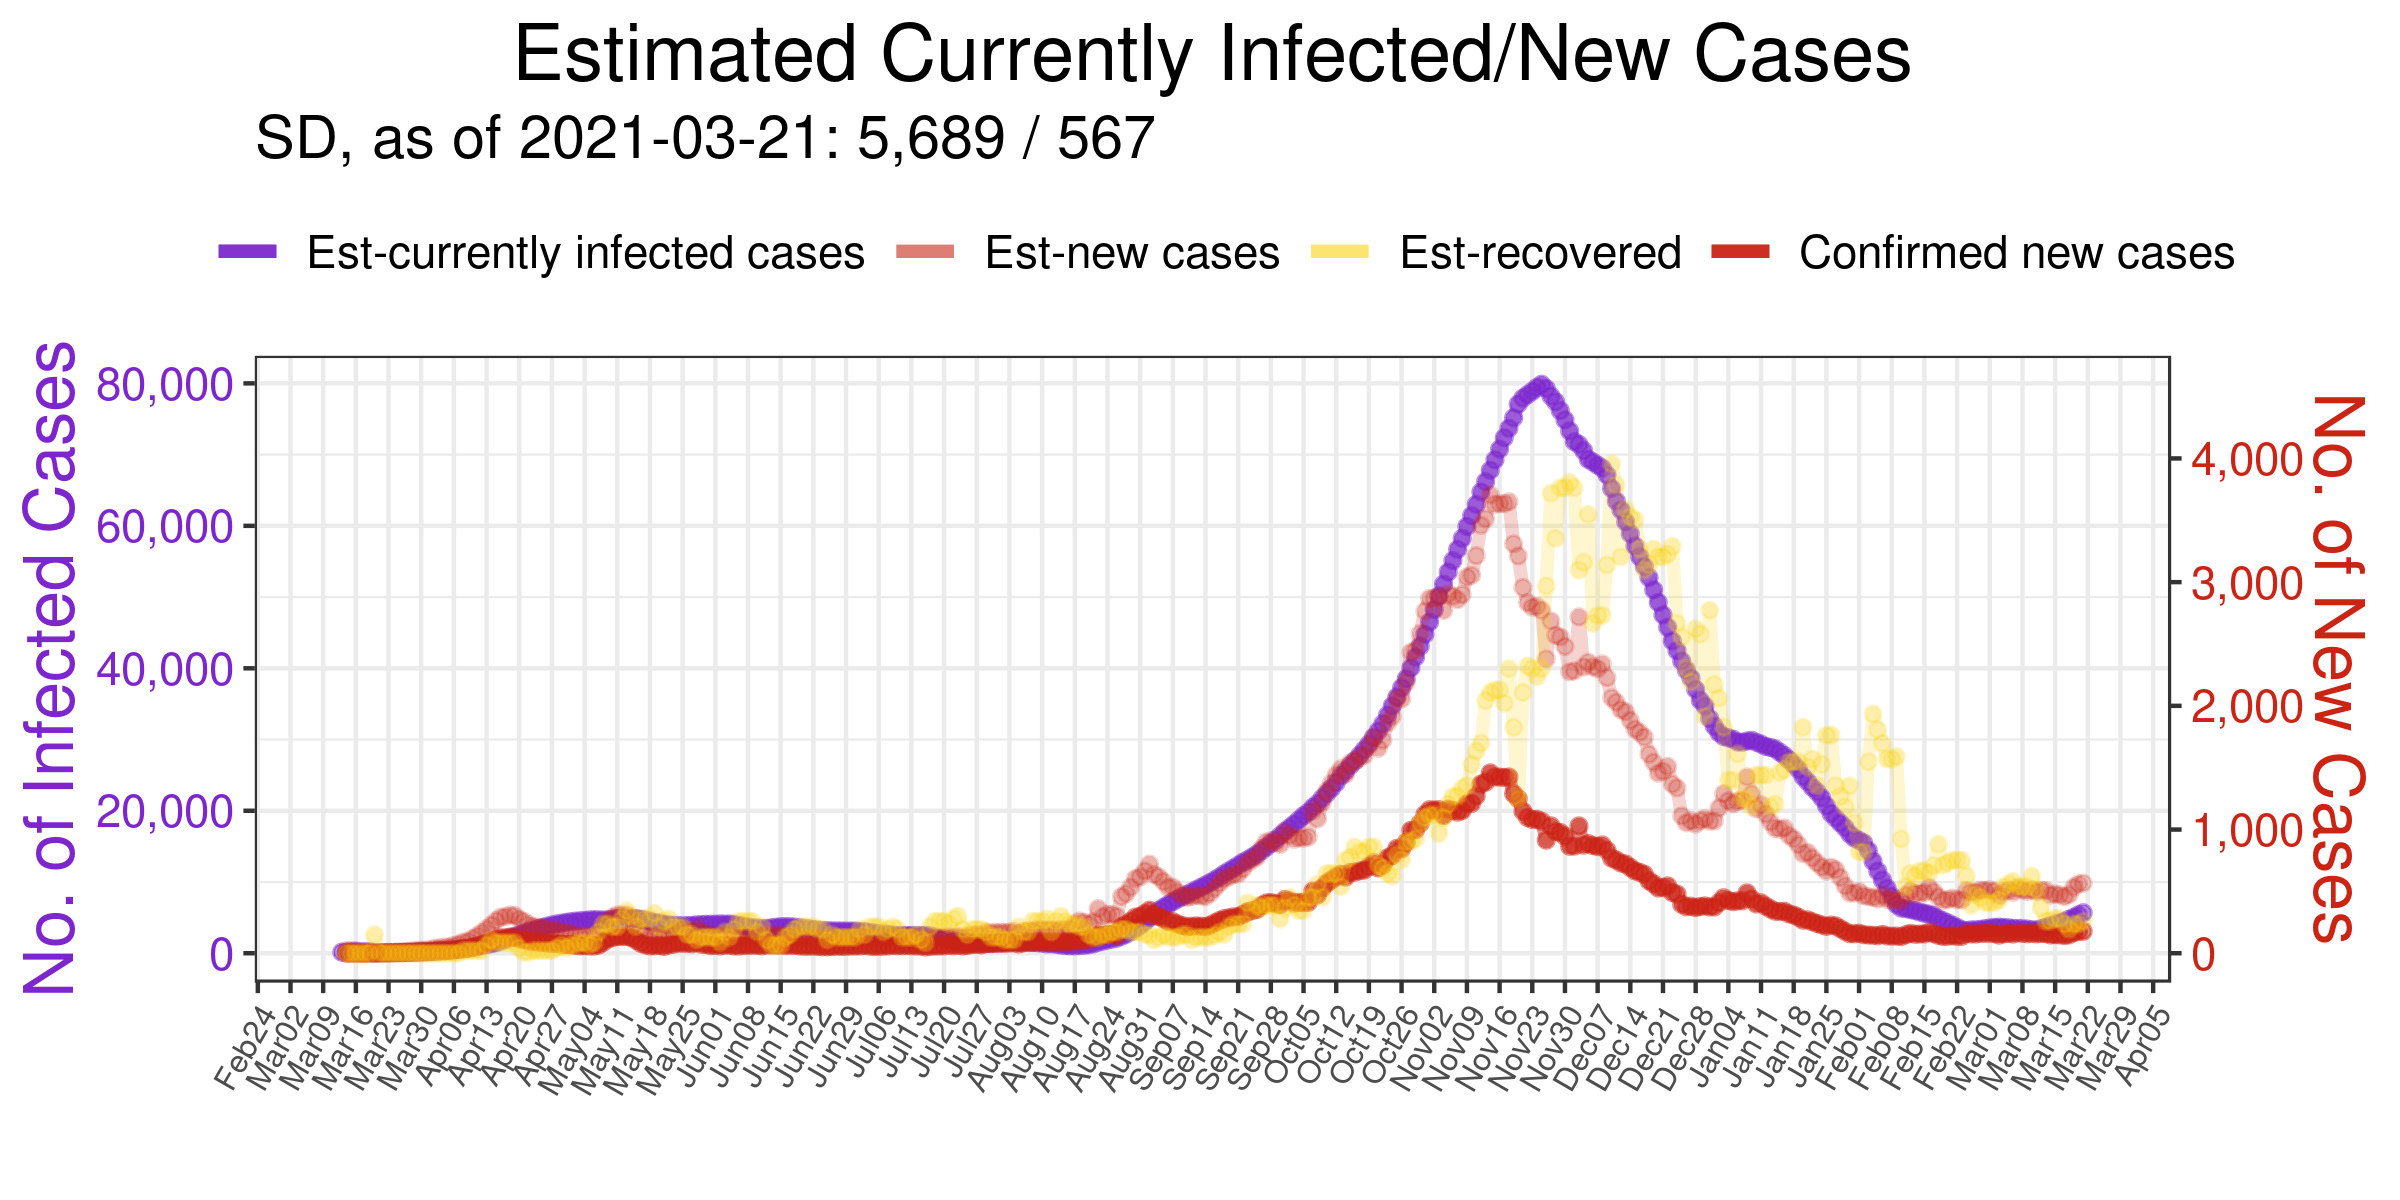 Estimated Currently Infected/New Cases
SD, as of 2021-03-21: 5,689 / 567
Est-currently infected cases Est-new cases Est-recovered Confirmed new cases
No. of Infected Cases
80,000
60,000
40,000
20,000
0
No. of New Cases
4,000
3,000
2,000
1,000
0
Feb24 Mar02 Mar09 Mar16 Mar23 Mar30 Apr06 Apr13 Apr20 Apr27 May04 May11 May18 May25 Jun01 Jun08 Jun15 Jun22 Jun29 Jul06 Jul13 Jul20 Jul27 Aug03 Aug10 Aug17 Aug24 Aug31 Sep07 Sep14 Sep21 Sep28 Oct05 Oct12 Oct19 Oct26 Nov02 Nov09 Nov16 Nov23 Nov30 Dec07 Dec14 Dec21 Dec28 Jan04 Jan11 Jan18 Jan25 Feb01 Feb08 Feb15 Feb22 Mar01 Mar08 Mar15 Mar22 Mar29 Apr05